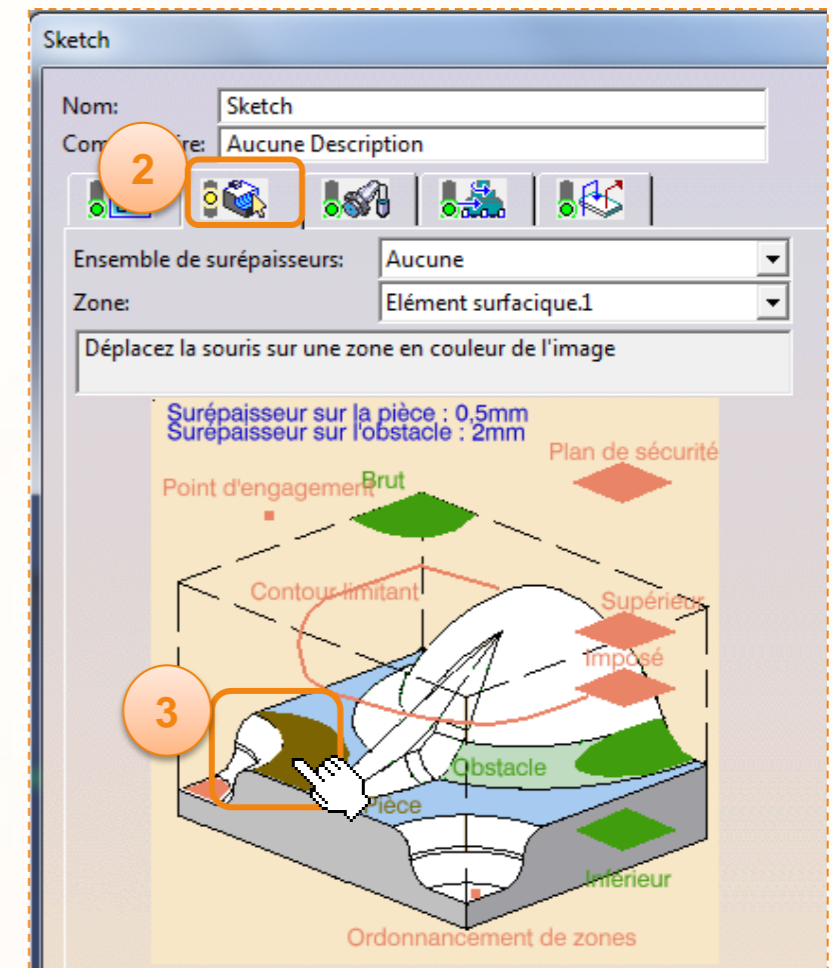 Sketch
Nom: Sketch
Com re: Aucune Description
2
Ensemble de surépaisseurs: Aucune
Zone: Elément surfacique.1
Déplacez la souris sur une zone en couleur de l'image
Surépaisseur sur la pièce : 0,5mm
Surépaisseur sur l'obstacle : 2mm
Plan de sécurité
Point d'engagement
Brut
Contour limitant
Supérieur
Imposé
3
Obstacle
Pièce
Inférieur
Ordonnancement de zones